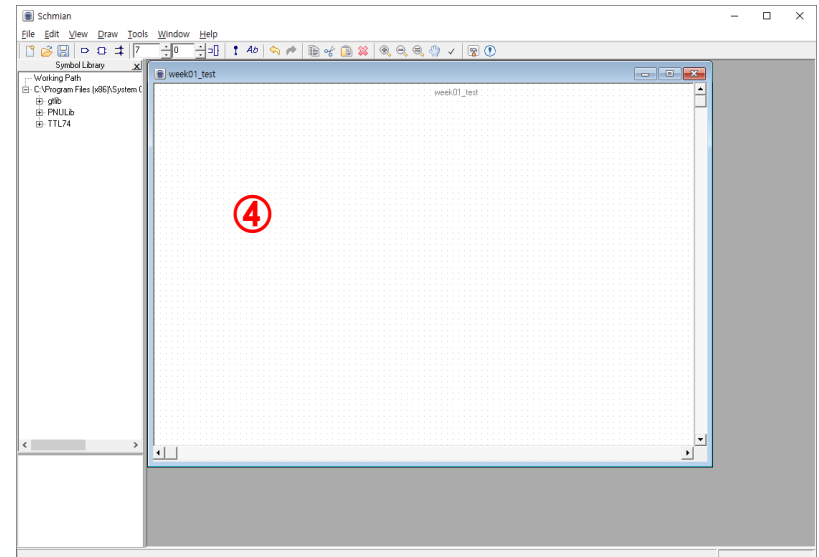 Schmian
File Edit View Draw Tools Window Help
7 0 Ab
Symbol Library
Working Path
C:\Program Files (x86)\System (
gtlib
PNULib
TTL74
week01_test
week01_test
④